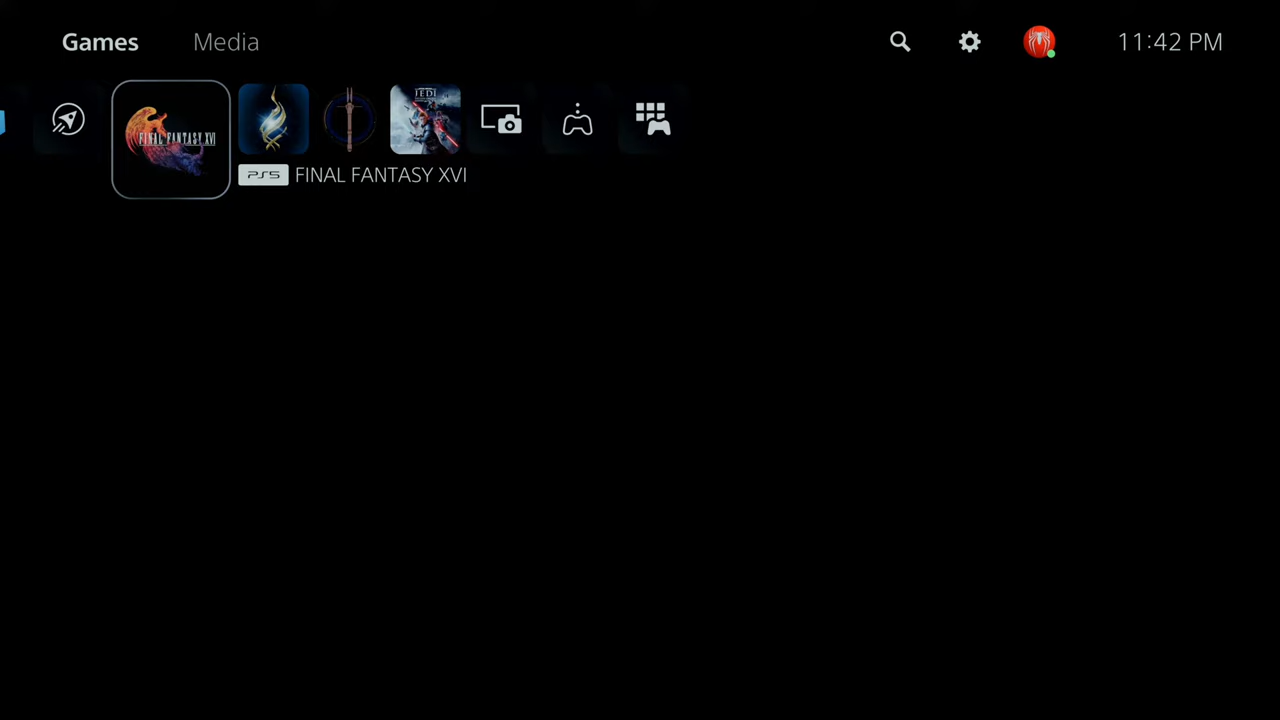 Games
Media
11:42 PM
FINAL FANTASY XVI
JEDI
PS5
FINAL FANTASY XVI